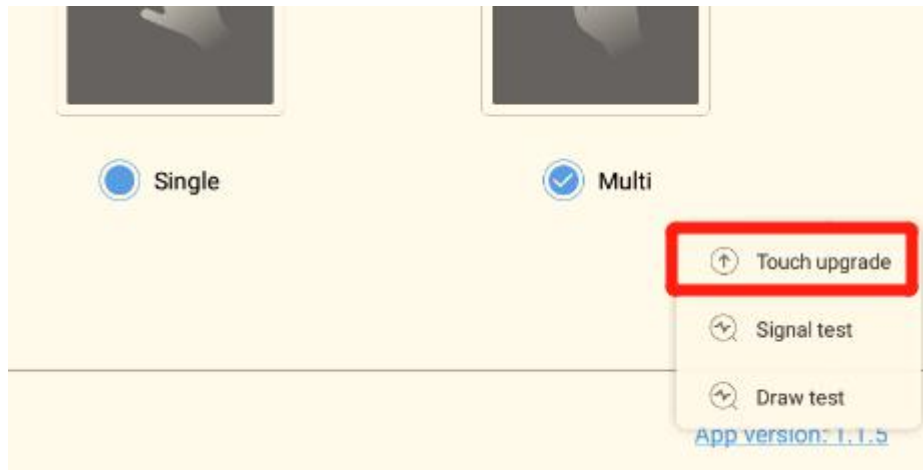 Single
Multi
Touch upgrade
Signal test
Draw test
App version: 1.1.5